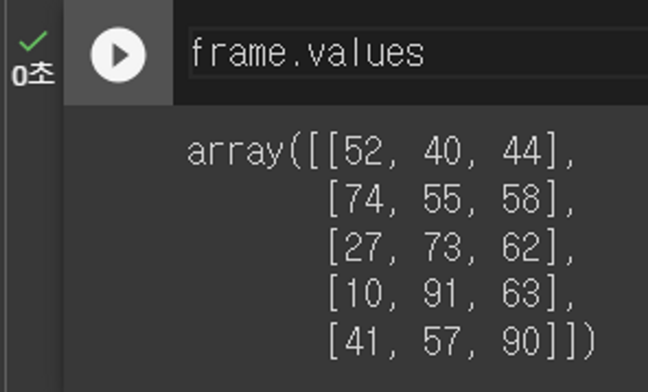 0초
frame.values
array([[52, 40, 44],
[74, 55, 58],
[27, 73, 62],
[10, 91, 63],
[41, 57, 90]])